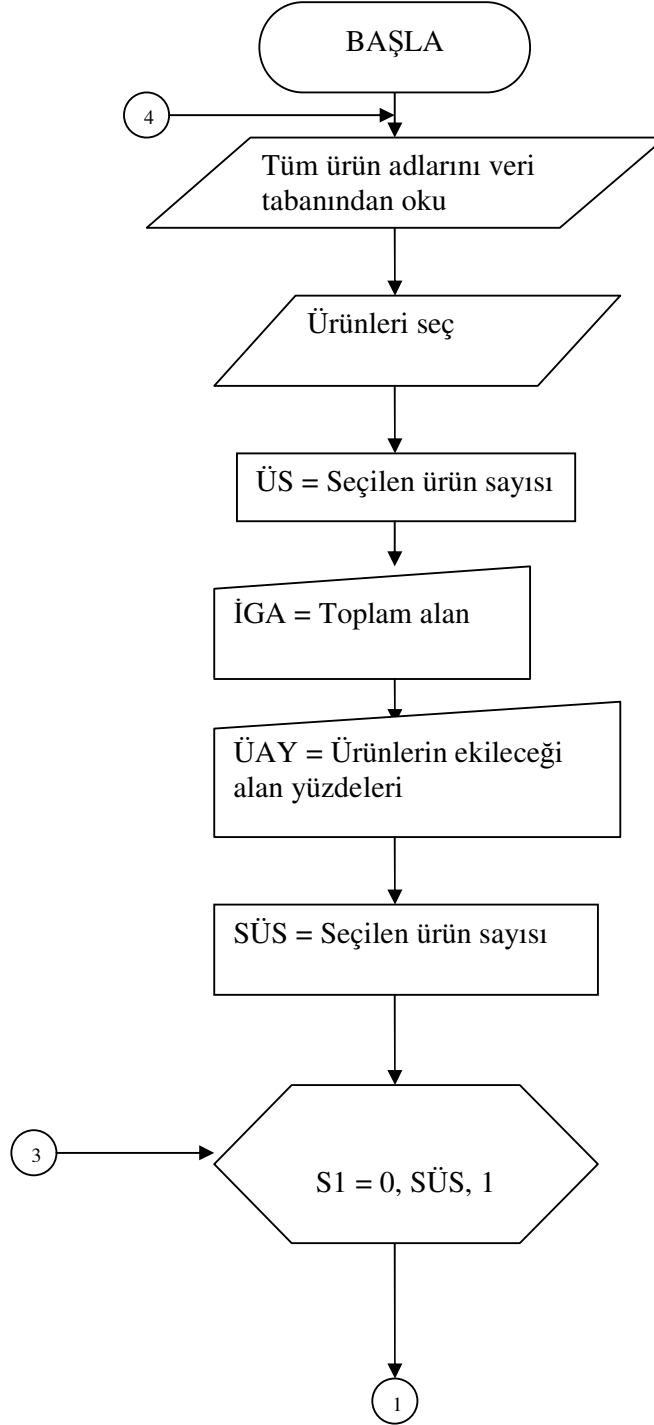 BAŞLA
4
Tüm ürün adlarını veri
tabanından oku
Ürünleri seç
ÜS = Seçilen ürün sayısı
İGA = Toplam alan
ÜAY = Ürünlerin ekileceği
alan yüzdeleri
SÜS = Seçilen ürün sayısı
3
S1 = 0, SÜS, 1
1